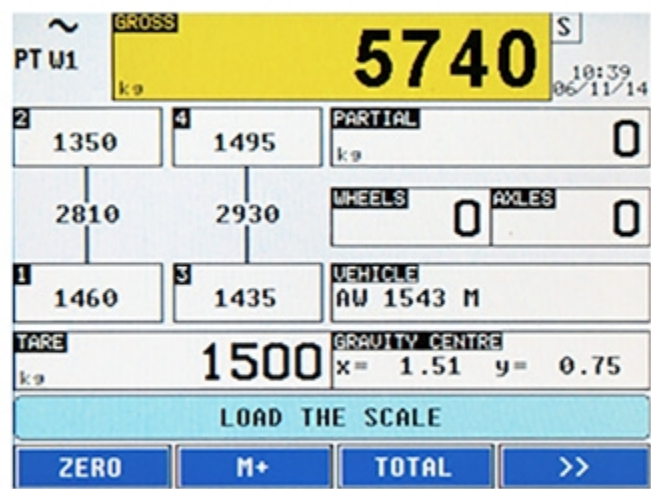 ~
PT W1
GROSS
kg
5740
S
10:39
06/11/14
2
1350
4
1495
PARTIAL
kg
0
2810
2930
WHEELS
0
AXLES
0
1
1460
3
1435
VEHICLE
AW 1543 M
TARE
kg
1500
GRAVITY CENTRE
x= 1.51 y= 0.75
LOAD THE SCALE
ZERO
M+
TOTAL
>>